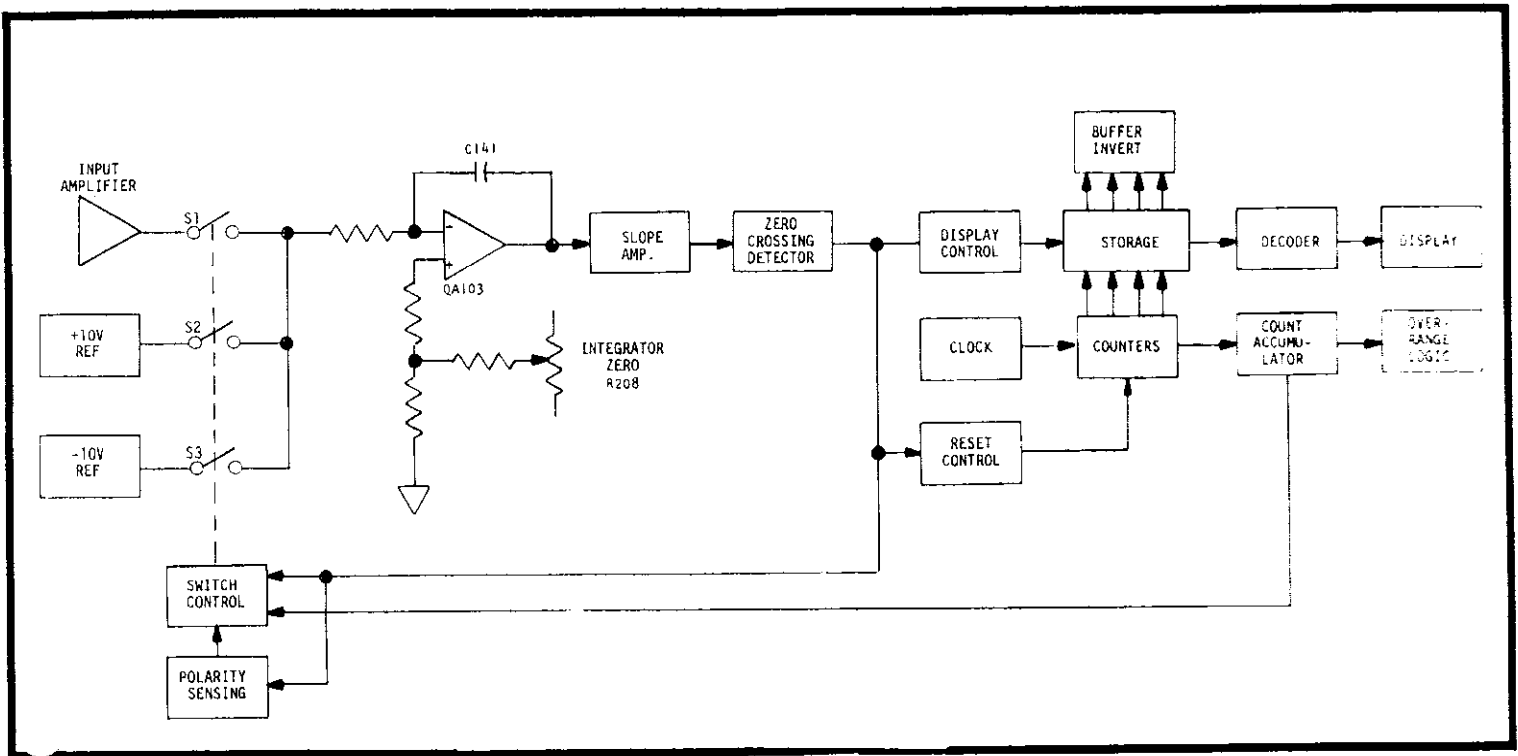 INPUT
AMPLIFIER
S1
+10V
REF
S2
-10V
REF
S3
C141
-
+
QA103
INTEGRATOR
ZERO
R208
SLOPE
AMP.
ZERO
CROSSING
DETECTOR
DISPLAY
CONTROL
BUFFER
INVERT
STORAGE
DECODER
DISPLAY
CLOCK
COUNTERS
COUNT
ACCUMU-
LATOR
OVER-
RANGE
LOGIC
RESET
CONTROL
SWITCH
CONTROL
POLARITY
SENSING